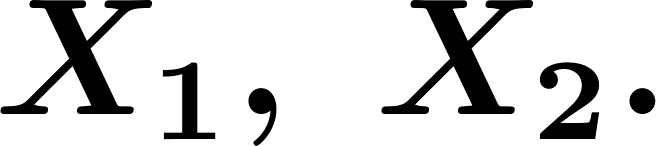 X₁, X₂.